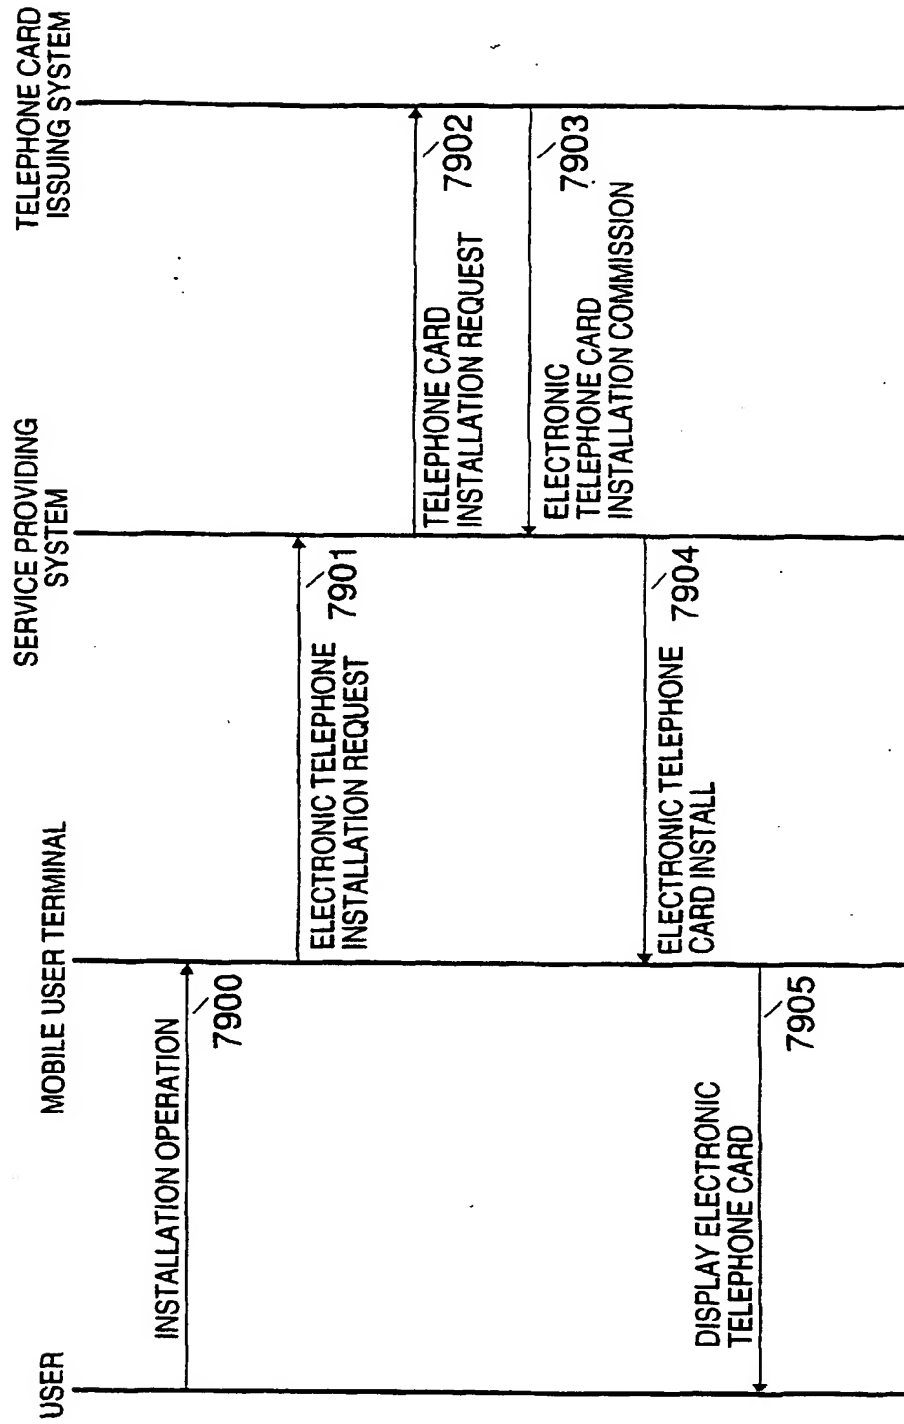 USER
MOBILE USER TERMINAL
SERVICE PROVIDING
SYSTEM
TELEPHONE CARD
ISSUING SYSTEM
INSTALLATION OPERATION
7900
ELECTRONIC TELEPHONE
INSTALLATION REQUEST
7901
TELEPHONE CARD
INSTALLATION REQUEST
7902
ELECTRONIC
TELEPHONE CARD
INSTALLATION COMMISSION
7903
ELECTRONIC TELEPHONE
CARD INSTALL
7904
DISPLAY ELECTRONIC
TELEPHONE CARD
7905